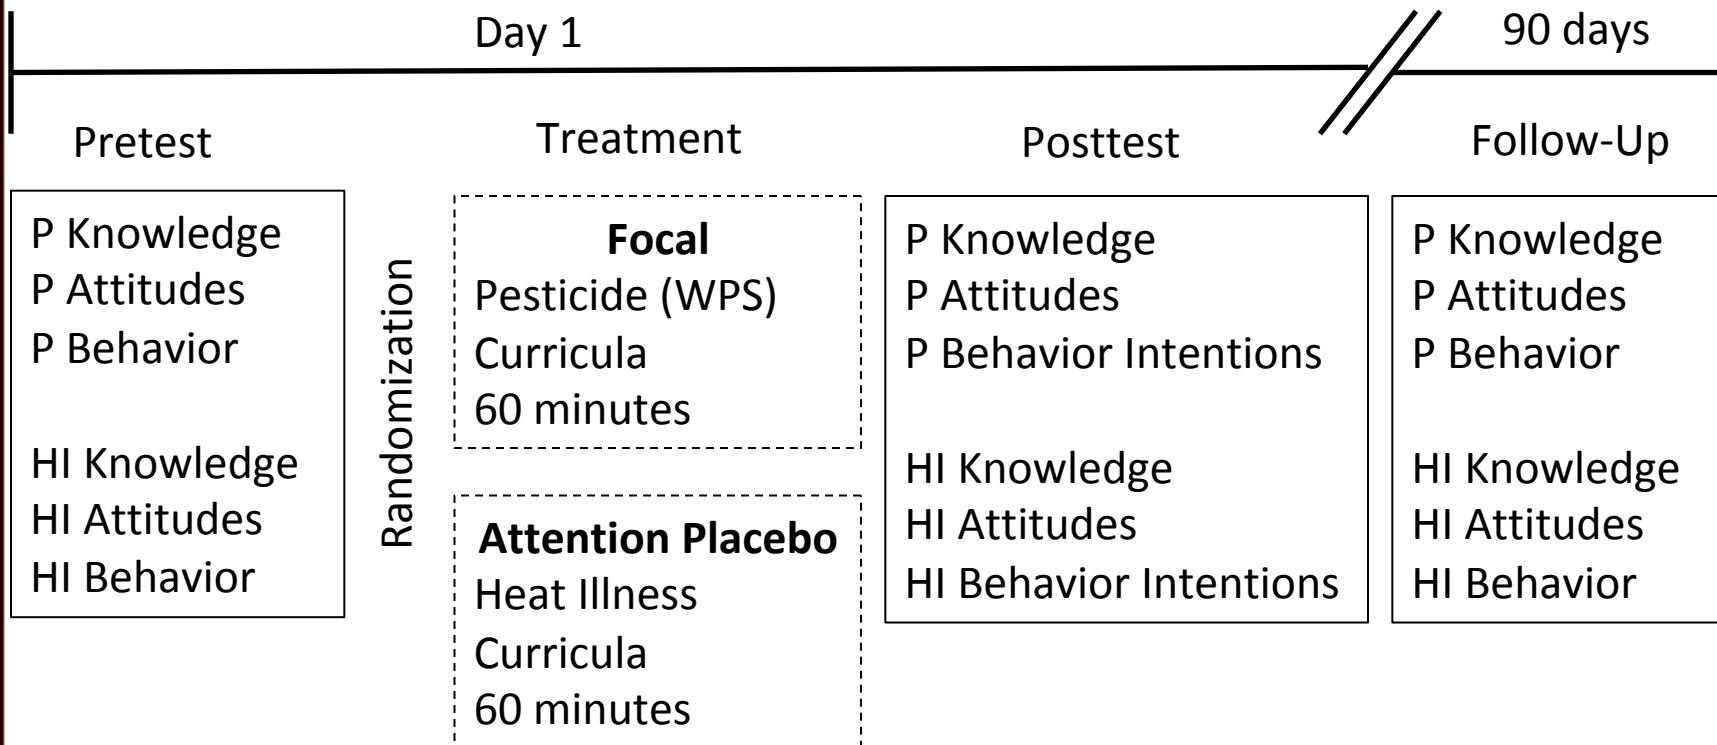 Day 1
90 days
Pretest
Treatment
Posttest
Follow-Up
P Knowledge
P Attitudes
P Behavior
HI Knowledge
HI Attitudes
HI Behavior
Randomization
Focal
Pesticide (WPS)
Curricula
60 minutes
Attention Placebo
Heat Illness
Curricula
60 minutes
P Knowledge
P Attitudes
P Behavior Intentions
HI Knowledge
HI Attitudes
HI Behavior Intentions
P Knowledge
P Attitudes
P Behavior
HI Knowledge
HI Attitudes
HI Behavior